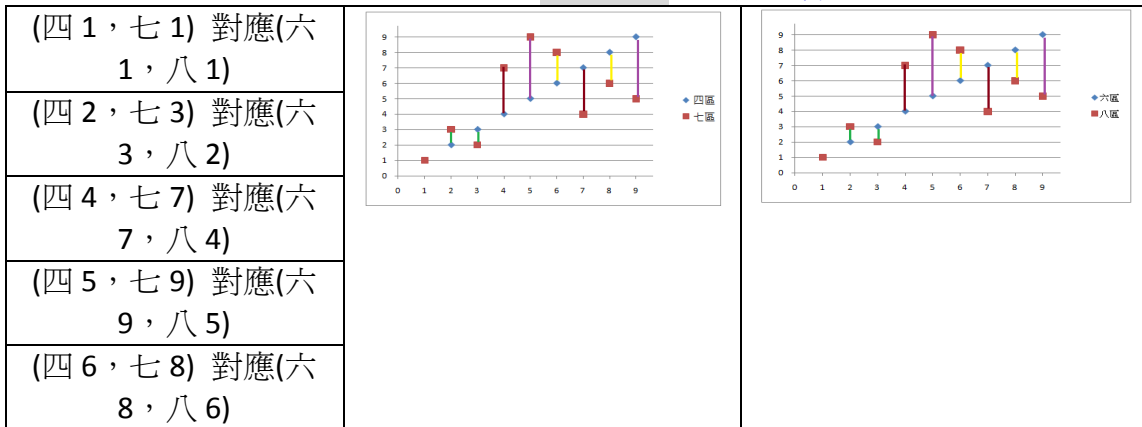 (四 1，七 1) 對應(六
1，八 1)
(四 2，七 3) 對應(六
3，八 2)
(四 4，七 7) 對應(六
7，八 4)
(四 5，七 9) 對應(六
9，八 5)
(四 6，七 8) 對應(六
8，八 6)
9
8
7
6
5
4
3
2
1
0
0 1 2 3 4 5 6 7 8 9
四區
七區
9
8
7
6
5
4
3
2
1
0
0 1 2 3 4 5 6 7 8 9
六區
八區